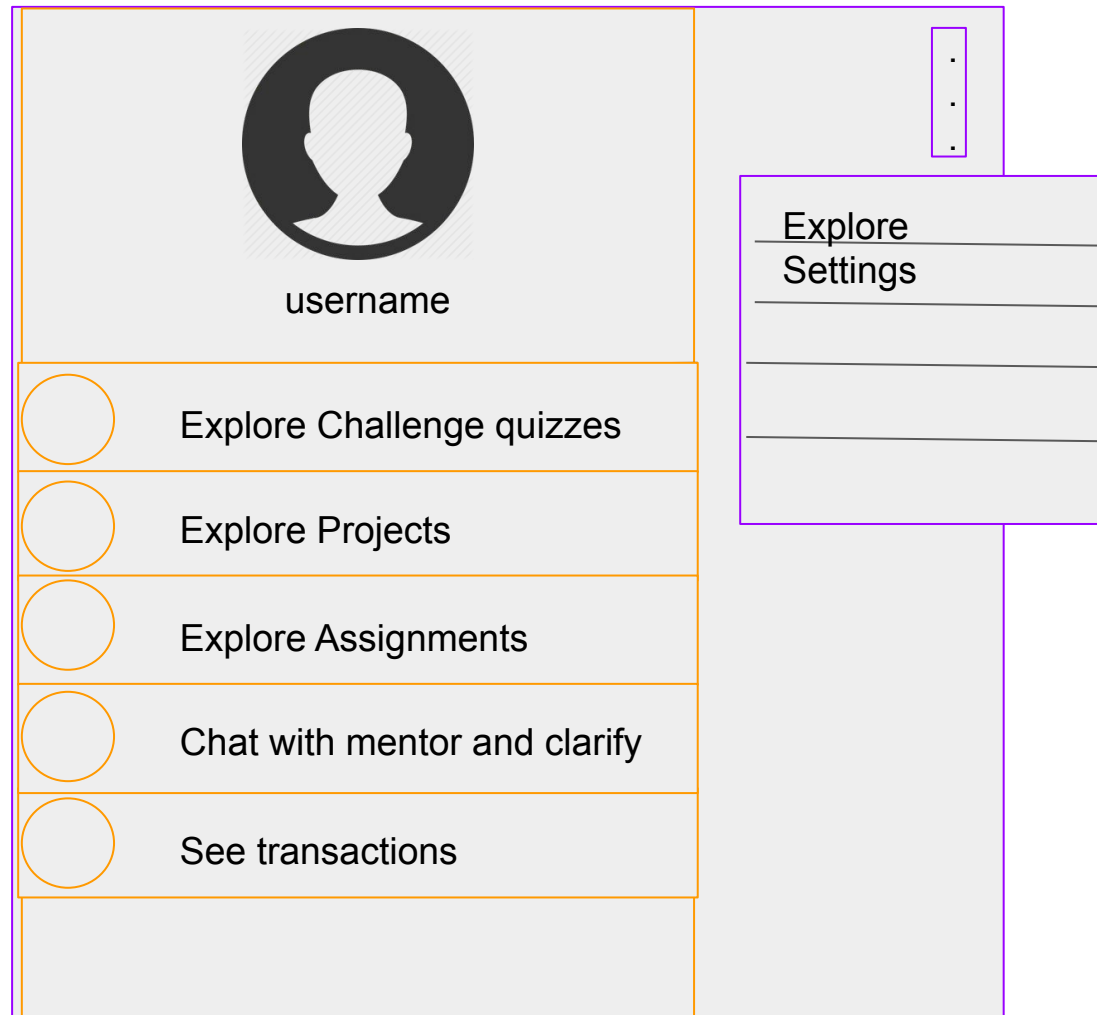 username
Explore Challenge quizzes
Explore Projects
Explore Assignments
Chat with mentor and clarify
See transactions
.
.
.
Explore
Settings